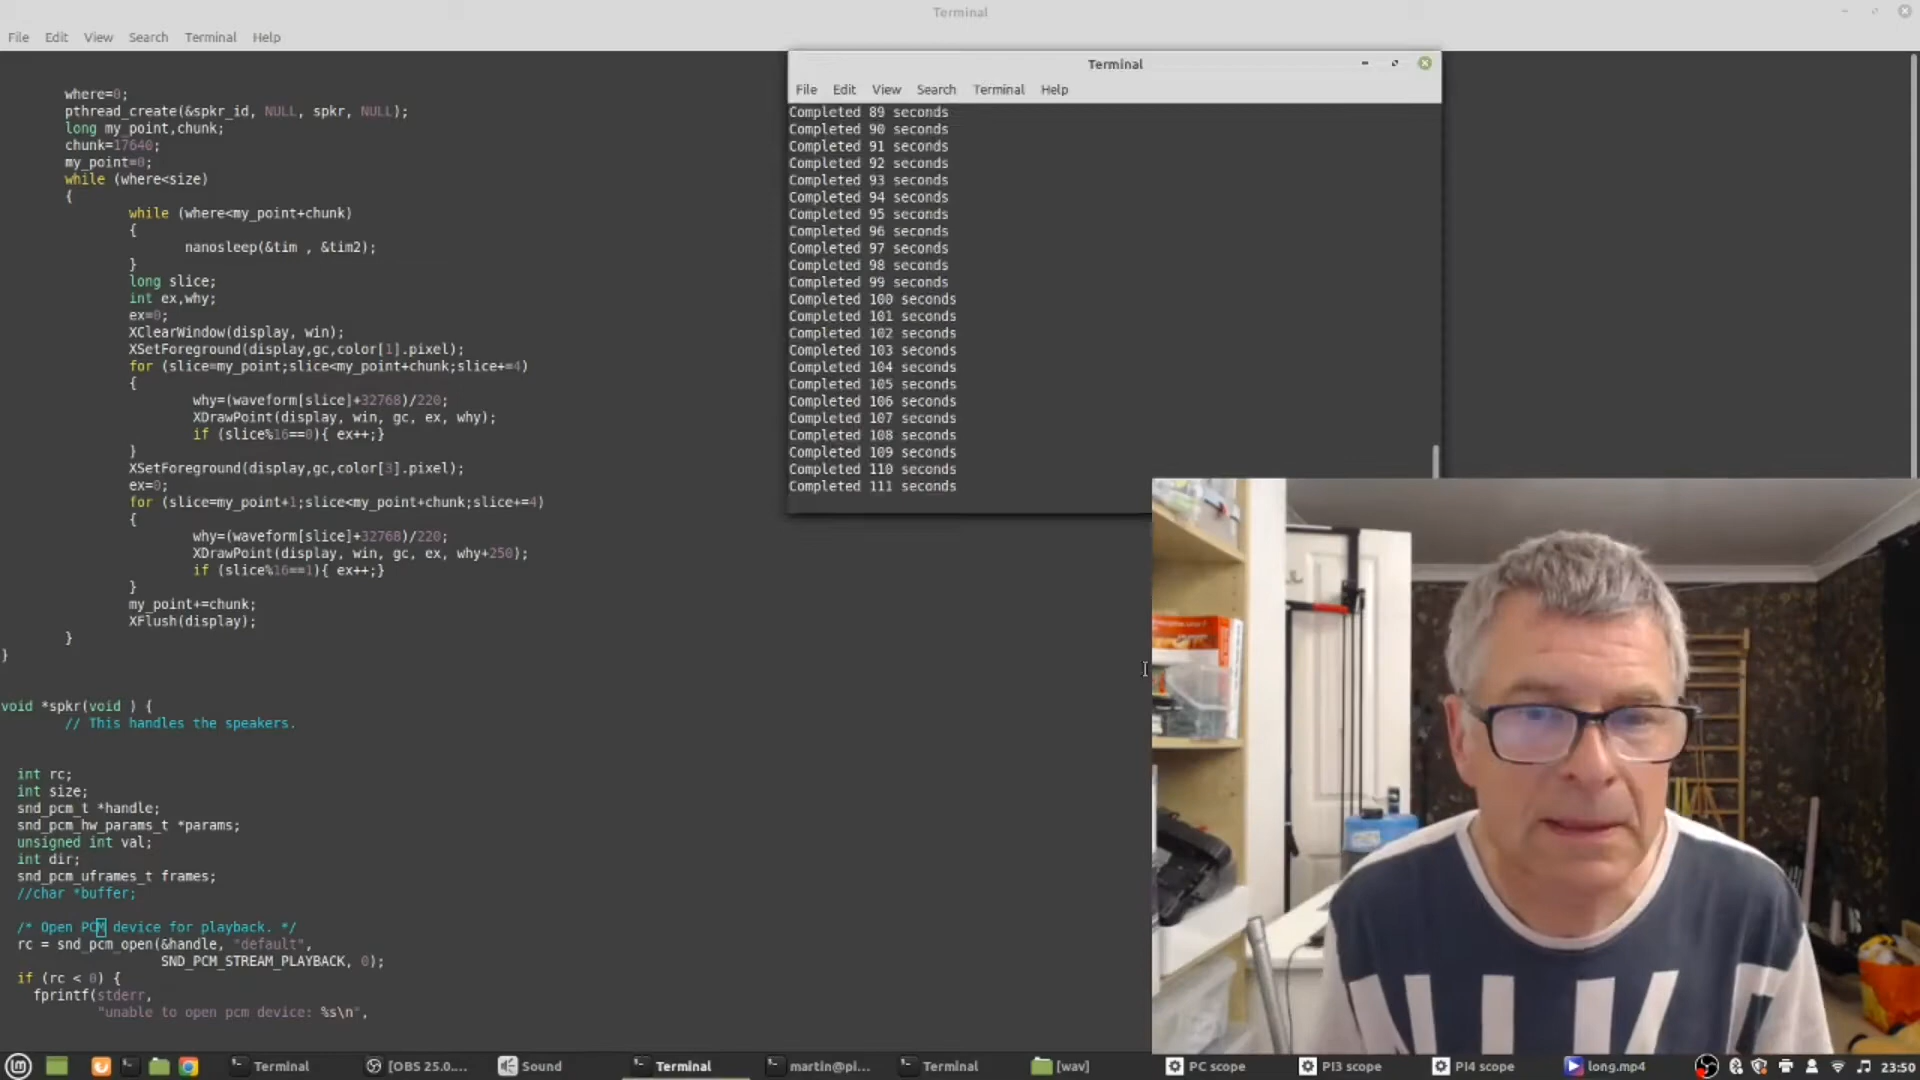 Terminal
File Edit View Search Terminal Help
where=0;
pthread_create(&spkr_id, NULL, spkr, NULL);
long my_point,chunk;
chunk=17640;
my_point=0;
while (where<size)
{
while (where<my_point+chunk)
{
nanosleep(&tim , &tim2);
}
long slice;
int ex,why;
ex=0;
XClearWindow(display, win);
XSetForeground(display,gc,color[1].pixel);
for (slice=my_point;slice<my_point+chunk;slice+=4)
{
why=(waveform[slice]+32768)/220;
XDrawPoint(display, win, gc, ex, why);
if (slice%16==0){ ex++;}
}
XSetForeground(display,gc,color[3].pixel);
ex=0;
for (slice=my_point+1;slice<my_point+chunk;slice+=4)
{
why=(waveform[slice]+32768)/220;
XDrawPoint(display, win, gc, ex, why+250);
if (slice%16==1){ ex++;}
}
my_point+=chunk;
XFlush(display);
}
}
void *spkr(void ) {
// This handles the speakers.
int rc;
int size;
snd_pcm_t *handle;
snd_pcm_hw_params_t *params;
unsigned int val;
int dir;
snd_pcm_uframes_t frames;
//char *buffer;
/* Open PCM device for playback. */
rc = snd_pcm_open(&handle, "default",
SND_PCM_STREAM_PLAYBACK, 0);
if (rc < 0) {
fprintf(stderr,
"unable to open pcm device: %s\n",
Terminal
File Edit View Search Terminal Help
Completed 89 seconds
Completed 90 seconds
Completed 91 seconds
Completed 92 seconds
Completed 93 seconds
Completed 94 seconds
Completed 95 seconds
Completed 96 seconds
Completed 97 seconds
Completed 98 seconds
Completed 99 seconds
Completed 100 seconds
Completed 101 seconds
Completed 102 seconds
Completed 103 seconds
Completed 104 seconds
Completed 105 seconds
Completed 106 seconds
Completed 107 seconds
Completed 108 seconds
Completed 109 seconds
Completed 110 seconds
Completed 111 seconds
Terminal [OBS 25.0.... Sound Terminal martin@pl... Terminal [wav] PC scope PI3 scope PI4 scope long.mp4 23:50